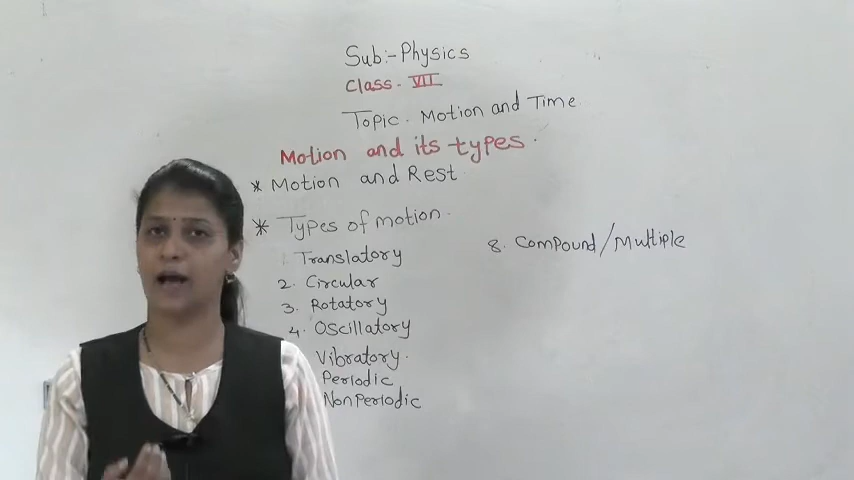 Sub:- Physics
Class - VII
Topic. Motion and Time
Motion and its types.
* Motion and Rest
* Types of motion.
1. Translatory
2. Circular
3. Rotatory
4. Oscillatory
Vibratory.
Periodic
Nonperiodic
8. Compound/Multiple